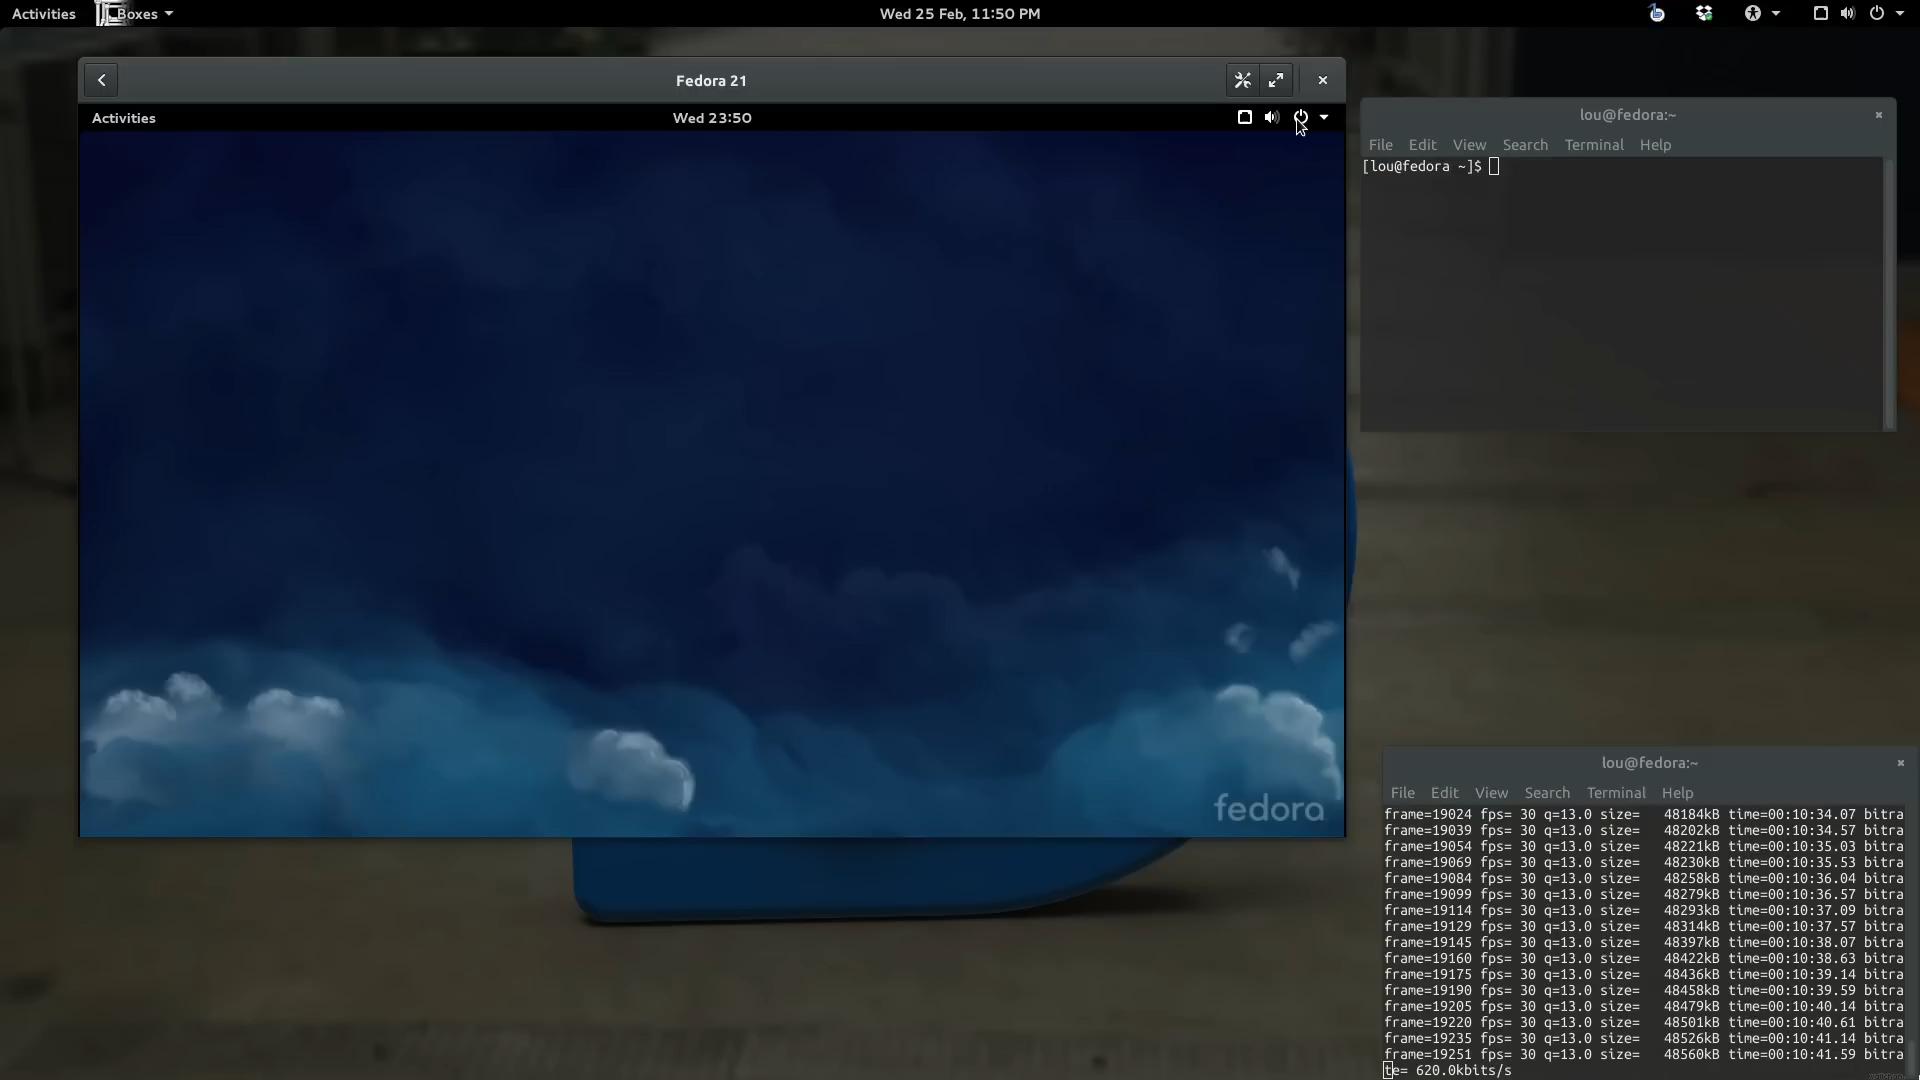 Activities
Boxes
Wed 25 Feb, 11:50 PM
Fedora 21
Activities
Wed 23:50
fedora
lou@fedora:~
File Edit View Search Terminal Help
[lou@fedora ~]$
lou@fedora:~
File Edit View Search Terminal Help
frame=19024 fps= 30 q=13.0 size=   48184kB time=00:10:34.07 bitra
frame=19039 fps= 30 q=13.0 size=   48202kB time=00:10:34.57 bitra
frame=19054 fps= 30 q=13.0 size=   48221kB time=00:10:35.03 bitra
frame=19069 fps= 30 q=13.0 size=   48230kB time=00:10:35.53 bitra
frame=19084 fps= 30 q=13.0 size=   48258kB time=00:10:36.04 bitra
frame=19099 fps= 30 q=13.0 size=   48279kB time=00:10:36.57 bitra
frame=19114 fps= 30 q=13.0 size=   48293kB time=00:10:37.09 bitra
frame=19129 fps= 30 q=13.0 size=   48314kB time=00:10:37.57 bitra
frame=19145 fps= 30 q=13.0 size=   48397kB time=00:10:38.07 bitra
frame=19160 fps= 30 q=13.0 size=   48422kB time=00:10:38.63 bitra
frame=19175 fps= 30 q=13.0 size=   48436kB time=00:10:39.14 bitra
frame=19190 fps= 30 q=13.0 size=   48458kB time=00:10:39.59 bitra
frame=19205 fps= 30 q=13.0 size=   48479kB time=00:10:40.14 bitra
frame=19220 fps= 30 q=13.0 size=   48501kB time=00:10:40.61 bitra
frame=19235 fps= 30 q=13.0 size=   48526kB time=00:10:41.14 bitra
frame=19251 fps= 30 q=13.0 size=   48560kB time=00:10:41.59 bitra
te= 620.0kbits/s